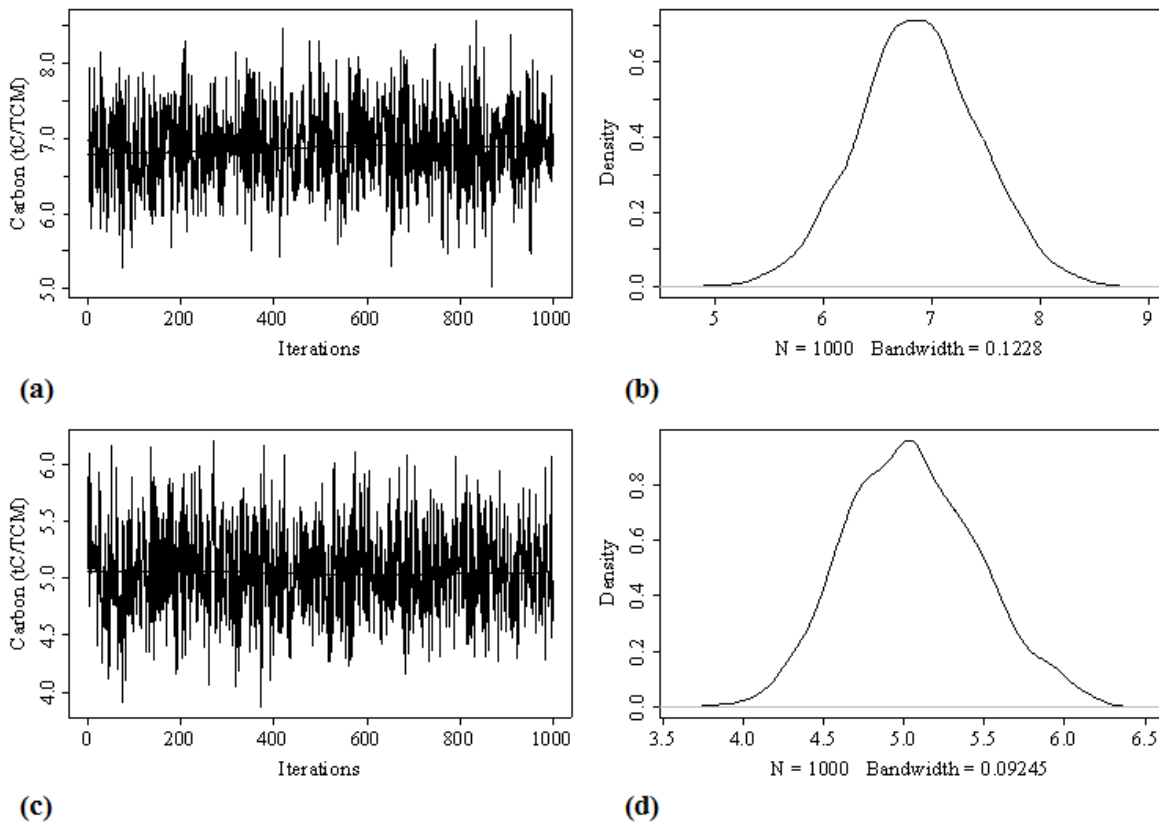 Carbon (tC/TCM)
8.0
7.0
6.0
5.0
0 200 400 600 800 1000
Iterations
(a)
Density
0.6
0.4
0.2
0.0
5 6 7 8 9
N = 1000 Bandwidth = 0.1228
(b)
Carbon (tC/TCM)
6.0
5.5
5.0
4.5
4.0
0 200 400 600 800 1000
Iterations
(c)
Density
0.8
0.6
0.4
0.2
0.0
3.5 4.0 4.5 5.0 5.5 6.0 6.5
N = 1000 Bandwidth = 0.09245
(d)